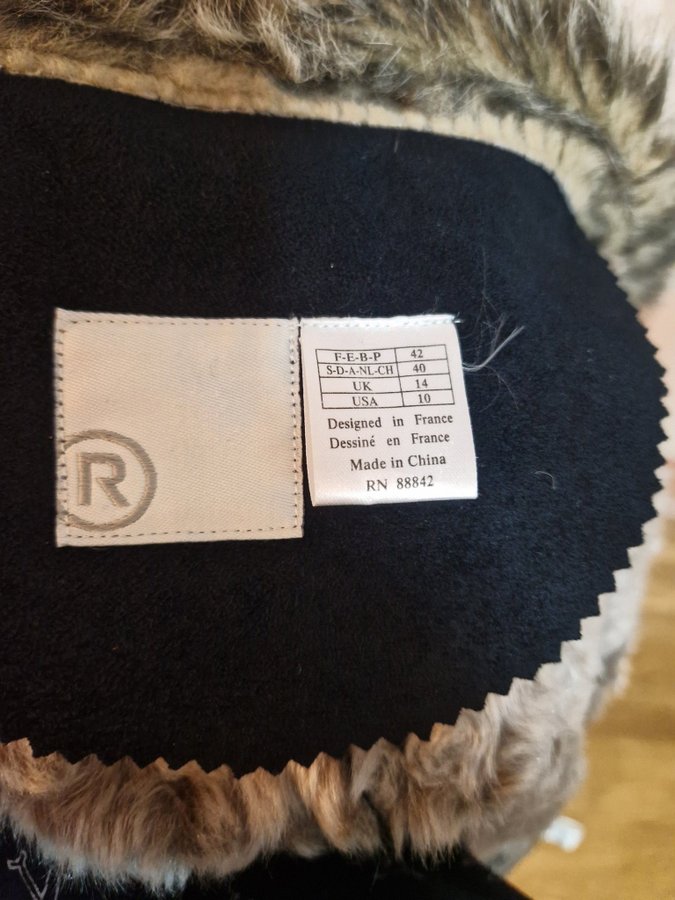 R
F-E-B-P 42
S-D-A-NL-CH 40
UK 14
USA 10
Designed in France
Dessiné en France
Made in China
RN 88842